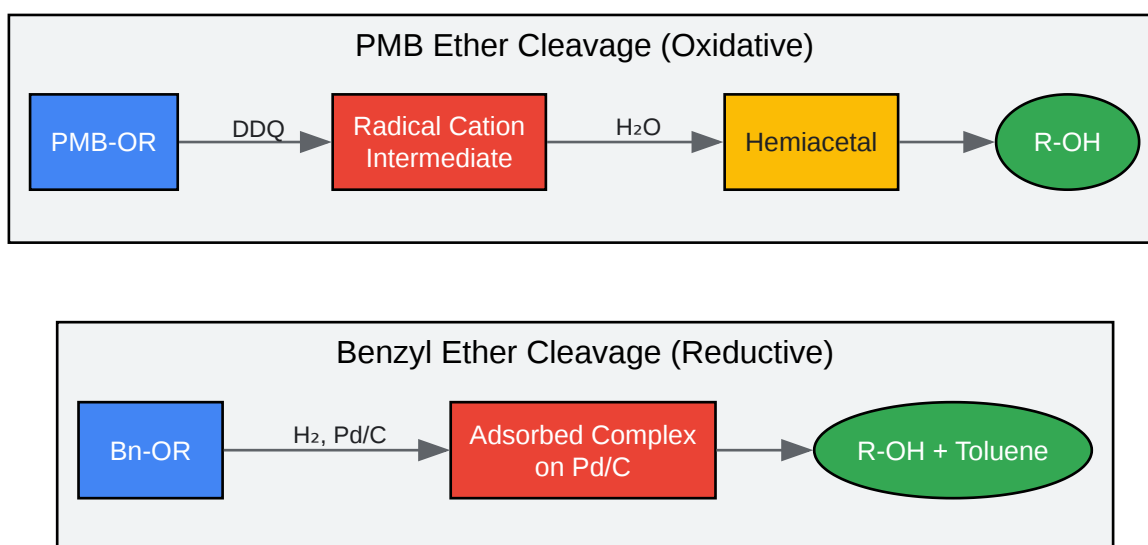 PMB Ether Cleavage (Oxidative)
PMB-OR
DDQ
Radical Cation
Intermediate
H₂O
Hemiacetal
R-OH
Benzyl Ether Cleavage (Reductive)
Bn-OR
H₂, Pd/C
Adsorbed Complex
on Pd/C
R-OH + Toluene